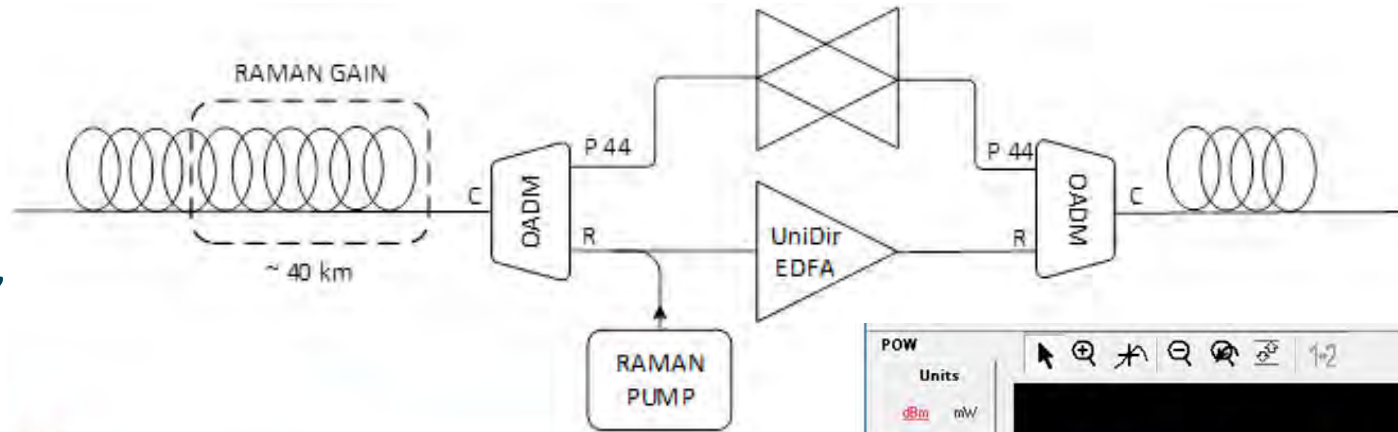 RAMAN GAIN
~ 40 km
C
OADM
P 44
R
RAMAN
PUMP
UniDir
EDFA
P 44
R
OADM
C
,
POW
Units
dBm mW
1-2